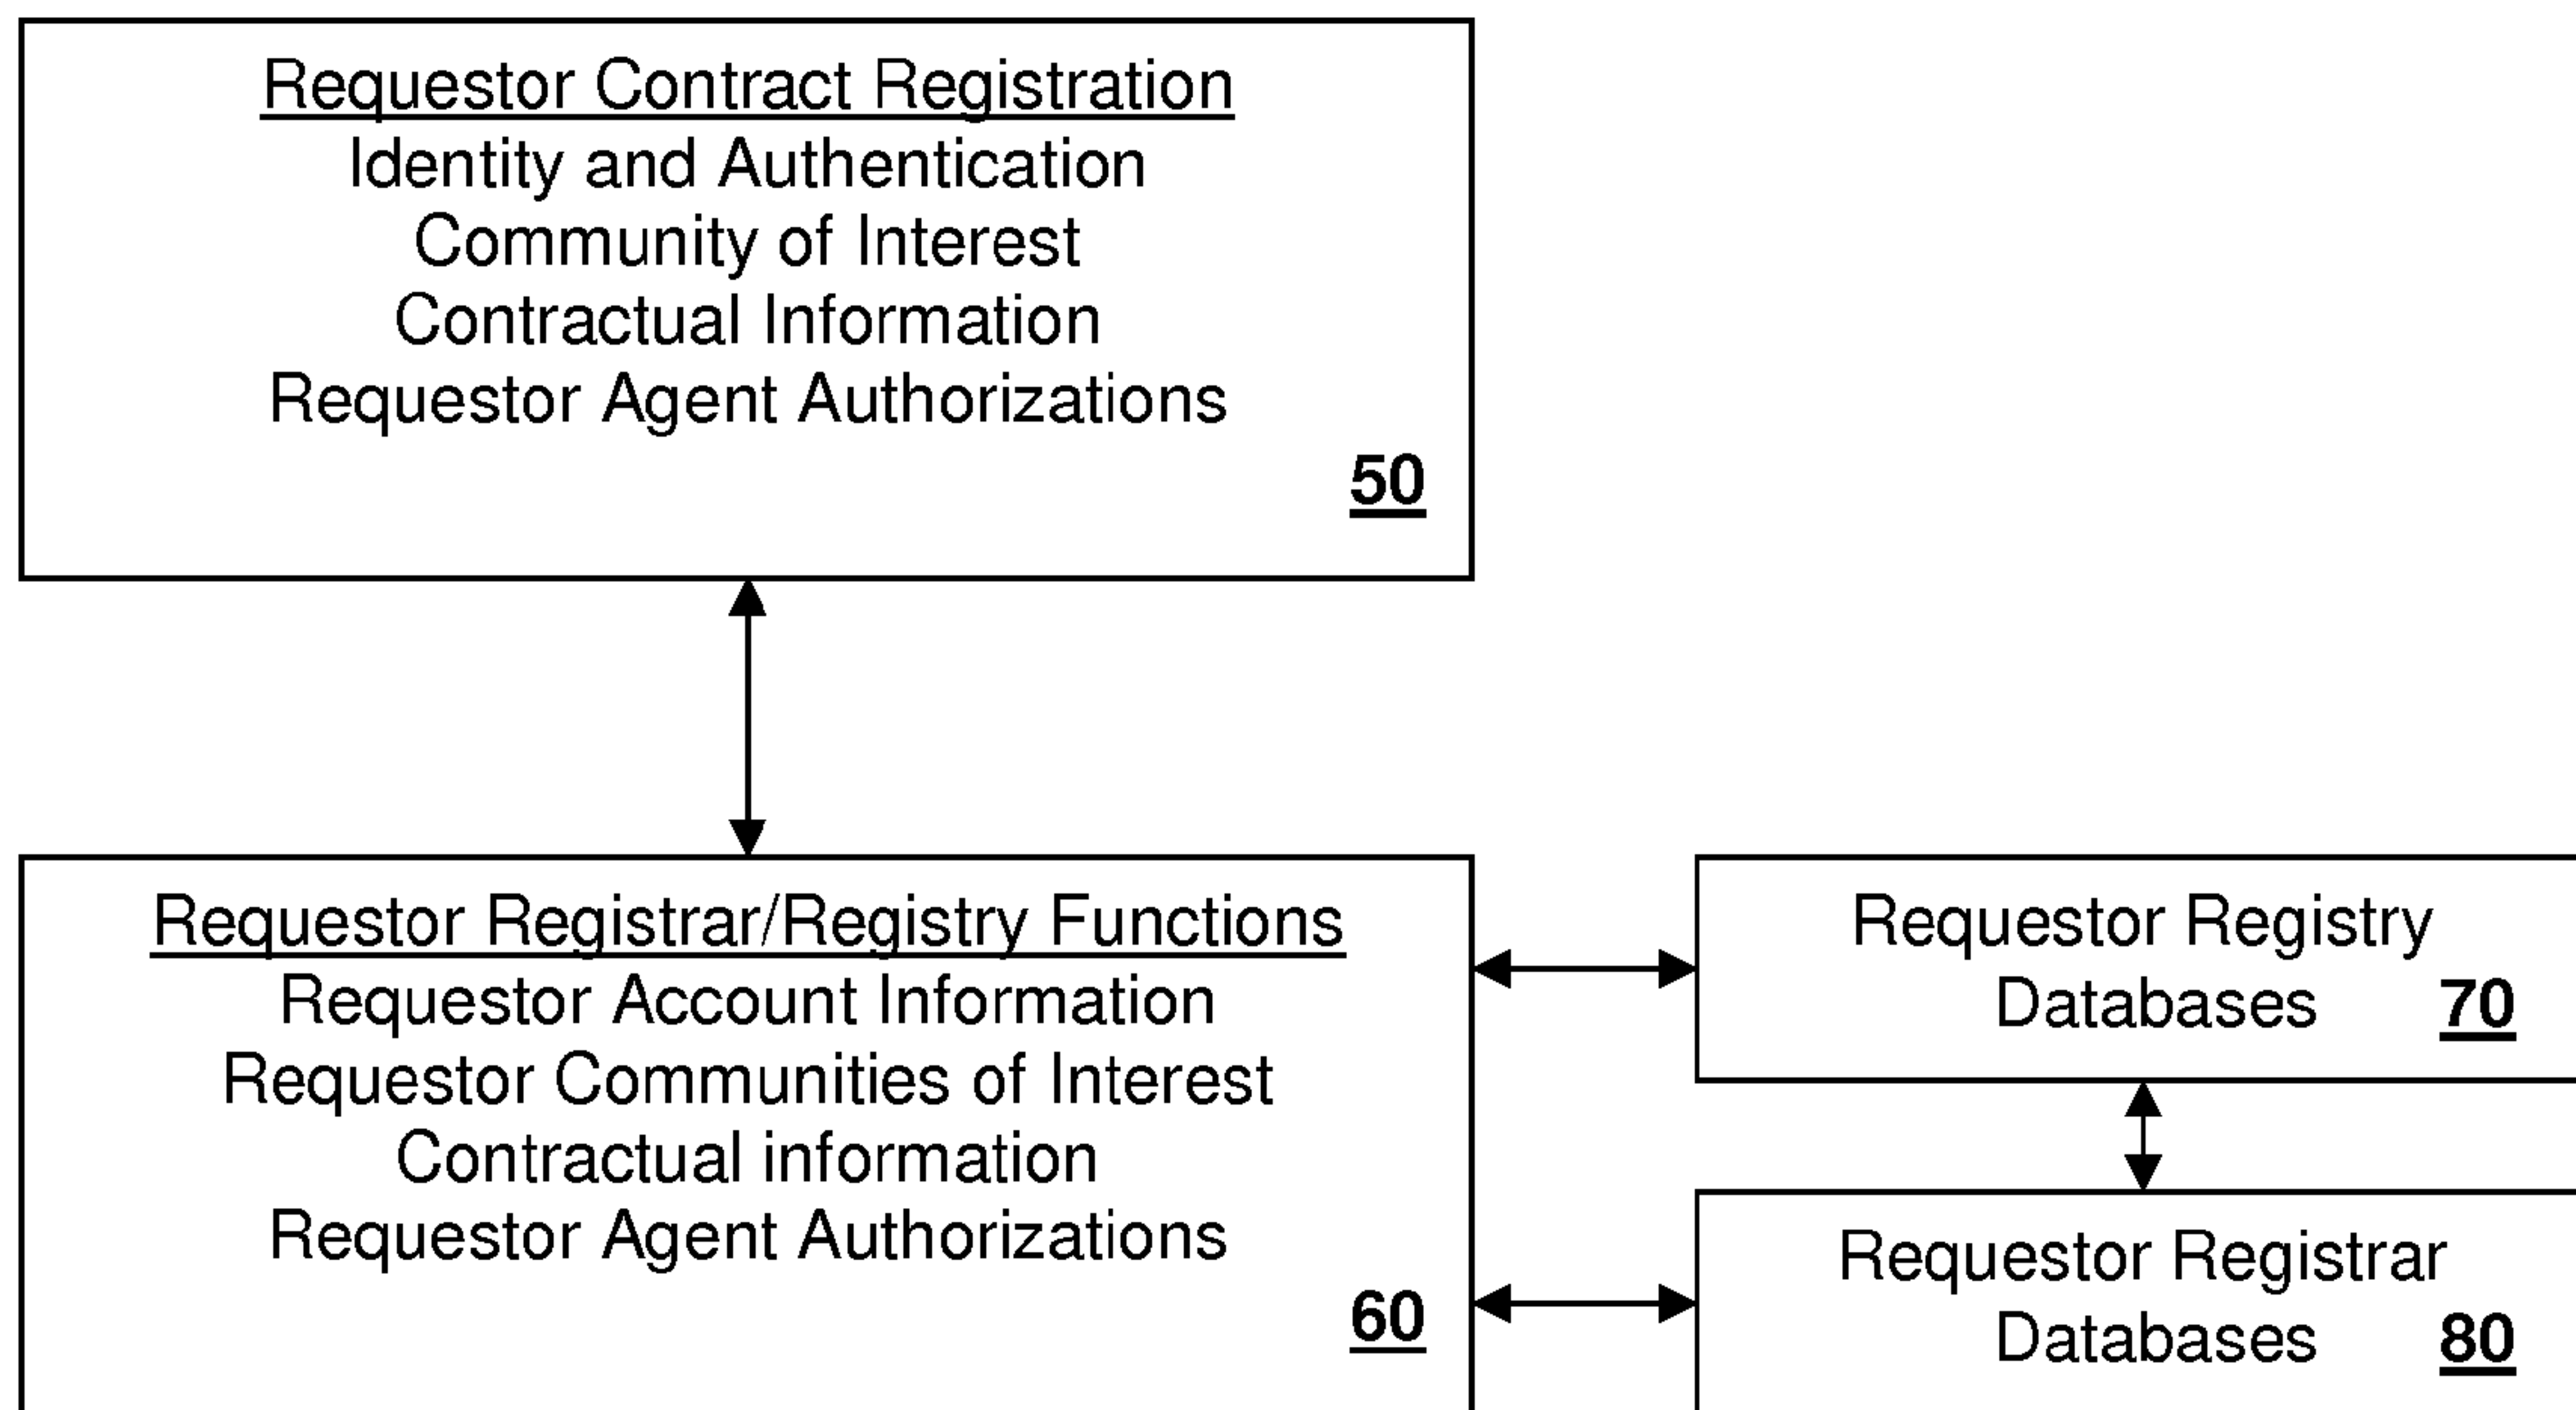 Requestor Contract Registration
Identity and Authentication
Community of Interest
Contractual Information
Requestor Agent Authorizations
50
Requestor Registrar/Registry Functions
Requestor Account Information
Requestor Communities of Interest
Contractual information
Requestor Agent Authorizations
60
Requestor Registry
Databases 70
Requestor Registrar
Databases 80